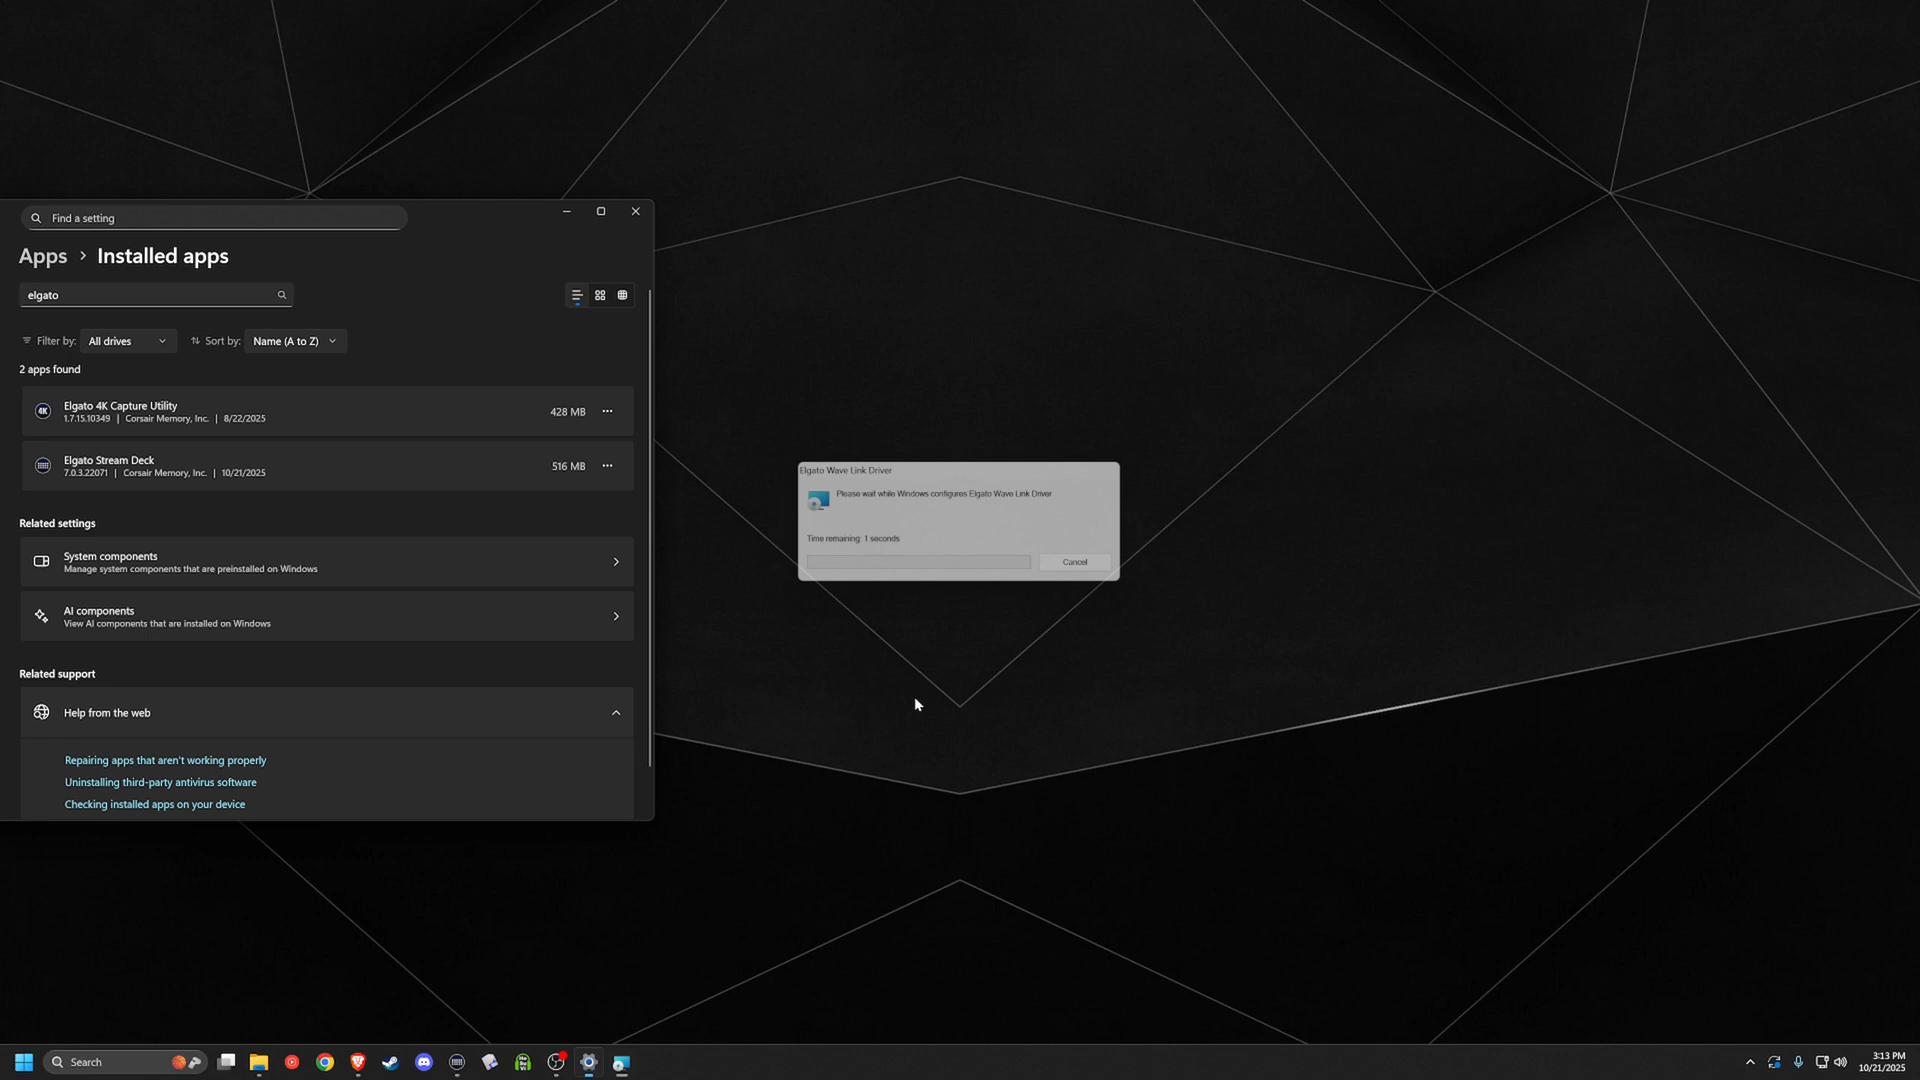 Find a setting
Apps > Installed apps
elgato
Filter by: All drives Sort by: Name (A to Z)
2 apps found
4K
Elgato 4K Capture Utility
1.7.15.10349 | Corsair Memory, Inc. | 8/22/2025
428 MB
Elgato Stream Deck
7.0.3.22071 | Corsair Memory, Inc. | 10/21/2025
516 MB
Related settings
System components
Manage system components that are preinstalled on Windows
AI components
View AI components that are installed on Windows
Related support
Help from the web
Repairing apps that aren't working properly
Uninstalling third-party antivirus software
Checking installed apps on your device
Elgato Wave Link Driver
Please wait while Windows configures Elgato Wave Link Driver
Time remaining: 1 seconds
Cancel
Search
3:13 PM
10/21/2025